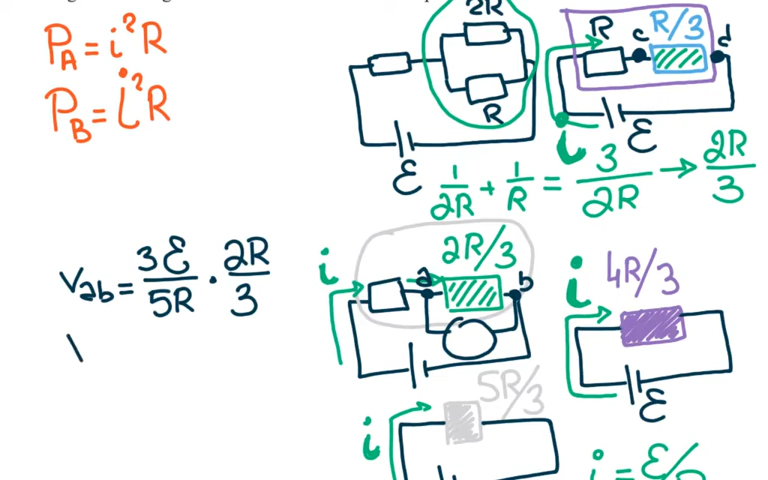 P_A = i²R
P_B = i²R
2R
R
ε
R
c
R/3
d
i
ε
1/2R + 1/R = 3/2R → 2R/3
V_ab = 3ε/5R · 2R/3
i
a
2R/3
b
i
4R/3
ε
5R/3
i